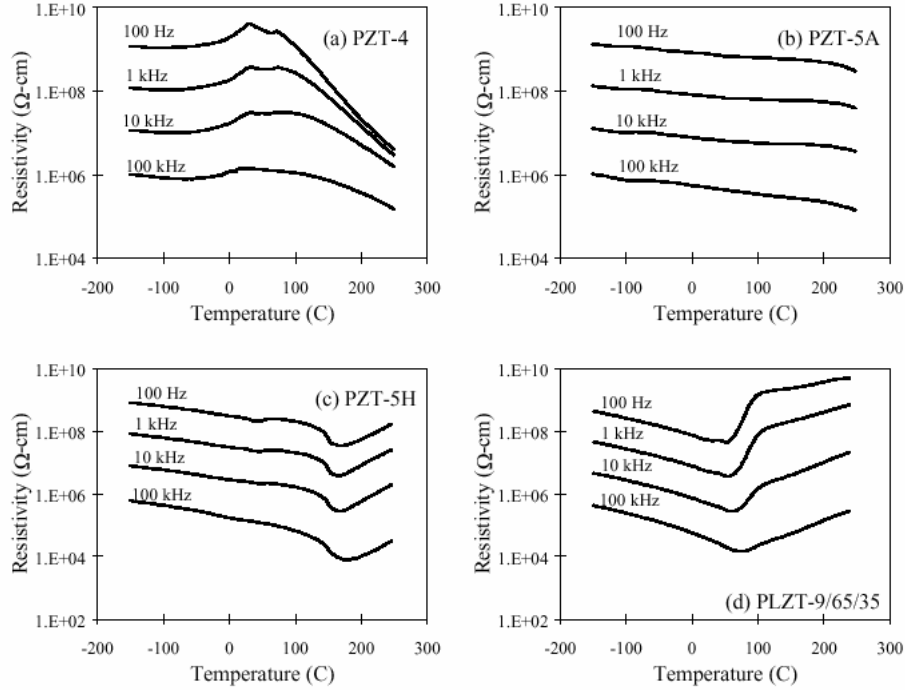 1.E+10
100 Hz
(a) PZT-4
1.E+08
1 kHz
10 kHz
1.E+06
100 kHz
1.E+04
-200 -100 0 100 200 300
Temperature (C)
Resistivity (Ω-cm)
1.E+10
100 Hz
(b) PZT-5A
1.E+08
1 kHz
10 kHz
1.E+06
100 kHz
1.E+04
-200 -100 0 100 200 300
Temperature (C)
Resistivity (Ω-cm)
1.E+10
100 Hz
(c) PZT-5H
1.E+08
1 kHz
10 kHz
1.E+06
100 kHz
1.E+04
1.E+02
-200 -100 0 100 200 300
Temperature (C)
Resistivity (Ω-cm)
1.E+10
100 Hz
1.E+08
1 kHz
10 kHz
1.E+06
100 kHz
1.E+04
(d) PLZT-9/65/35
1.E+02
-200 -100 0 100 200 300
Temperature (C)
Resistivity (Ω-cm)